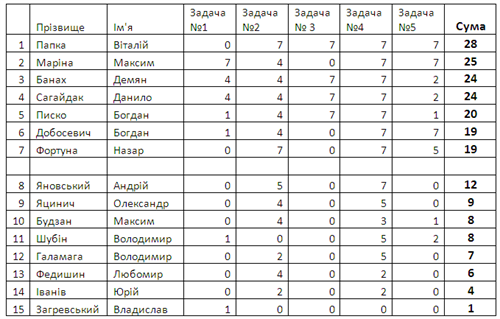 Прізвище Ім'я Задача №1 Задача №2 Задача № 3 Задача №4 Задача №5 Сума
1 Папка Віталій 0 7 7 7 7 28
2 Маріна Максим 7 4 0 7 7 25
3 Банах Демян 4 4 7 7 2 24
4 Сагайдак Данило 4 4 7 7 2 24
5 Писко Богдан 1 4 7 7 1 20
6 Добосевич Богдан 1 4 0 7 7 19
7 Фортуна Назар 0 7 0 7 5 19
8 Яновський Андрій 0 5 0 7 0 12
9 Яцинич Олександр 0 4 0 5 0 9
10 Будзан Максим 0 4 0 3 1 8
11 Шубін Володимир 1 0 0 5 2 8
12 Галамага Володимир 0 2 0 5 0 7
13 Федишин Любомир 0 4 0 2 0 6
14 Іванів Юрій 0 2 0 2 0 4
15 Загревський Владислав 1 0 0 0 0 1